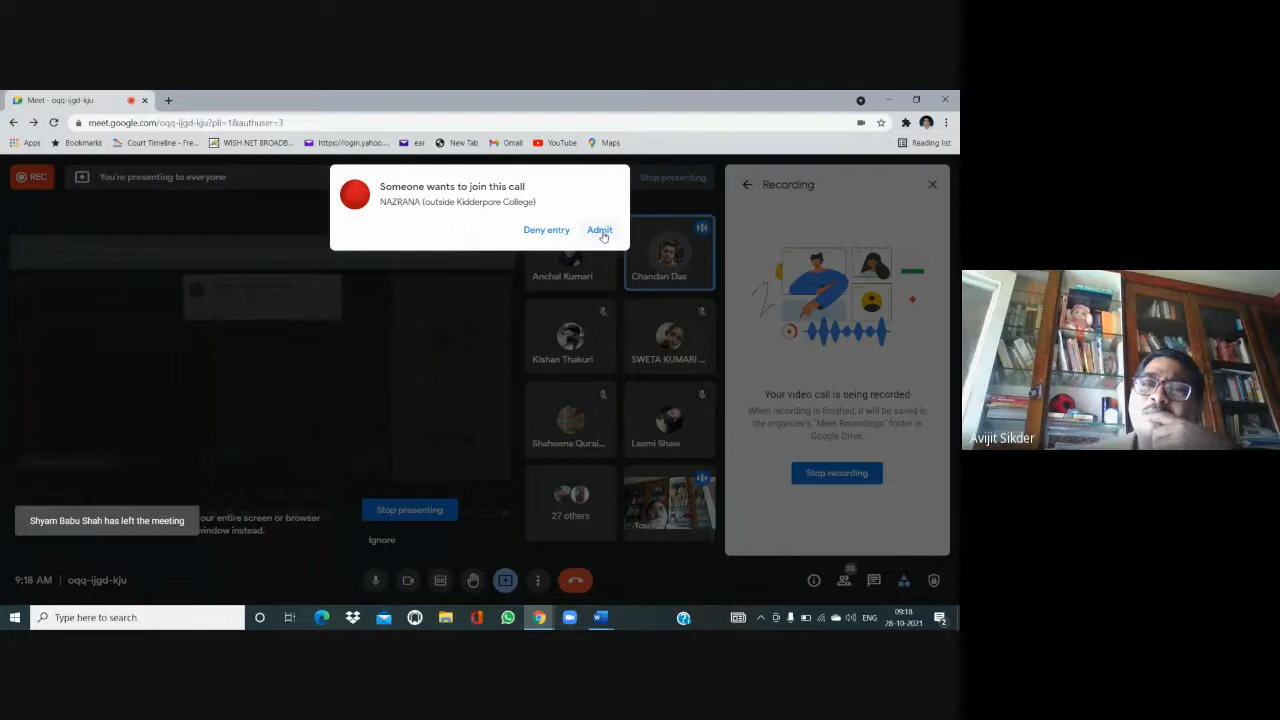 Meet - oqq-ijgd-kju
meet.google.com/oqq-ijgd-kju?pli=1&authuser=3
Apps
Bookmarks
Court Timeline - Fre...
WISH NET BROADB...
https://login.yahoo...
ear
New Tab
Gmail
YouTube
Maps
Reading list
REC
You're presenting to everyone
Someone wants to join this call
NAZRANA (outside Kidderpore College)
Deny entry
Admit
Stop presenting
Recording
Anchal Kumari
Chandan Das
Kishan Thakuri
SWETA KUMARI ...
Shaheena Qurai...
Laxmi Shaw
27 others
You
Your video call is being recorded
When recording is finished, it will be saved in
the organizer's "Meet Recordings" folder in
Google Drive.
Stop recording
Avijit Sikder
Shyam Babu Shah has left the meeting
your entire screen or browser
window instead.
Stop presenting
Ignore
9:18 AM | oqq-ijgd-kju
35
Type here to search
ENG
09:18
28-10-2021
2